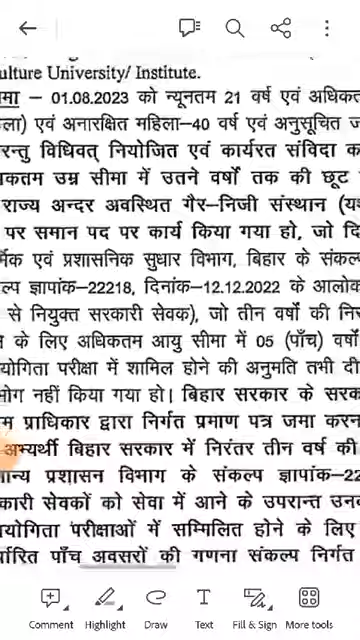 ulture University/ Institute.
मा – 01.08.2023 को न्यूनतम 21 वर्ष एवं अधिकत
ला) एवं अनारक्षित महिला–40 वर्ष एवं अनुसूचित ज
रन्तु विधिवत् नियोजित एवं कार्यरत संविदा क
कतम उम्र सीमा में उतने वर्षों तक की छूट
राज्य अन्दर अवस्थित गैर–निजी संस्थान (य
पर समान पद पर कार्य किया गया हो, जो दि
र्मिक एवं प्रशासनिक सुधार विभाग, बिहार के संकल
ल्प ज्ञापांक–22218, दिनांक–12.12.2022 के आलोक
से नियुक्त सरकारी सेवक), जो तीन वर्षों की निर
के लिए अधिकतम आयु सीमा में 05 (पाँच) वर्षों
योगिता परीक्षा में शामिल होने की अनुमति तभी दी
भोग नहीं किया गया हो। बिहार सरकार के सरक
म प्राधिकार द्वारा निर्गत प्रमाण पत्र जमा करन
अभ्यर्थी बिहार सरकार में निरंतर तीन वर्ष की
मान्य प्रशासन विभाग के संकल्प ज्ञापांक–22
कारी सेवकों को सेवा में आने के उपरान्त उनव
योगिता परीक्षाओं में सम्मिलित होने के लिए
र्धारित पाँच अवसरों की गणना संकल्प निर्गत
Comment Highlight Draw Text Fill & Sign More tools